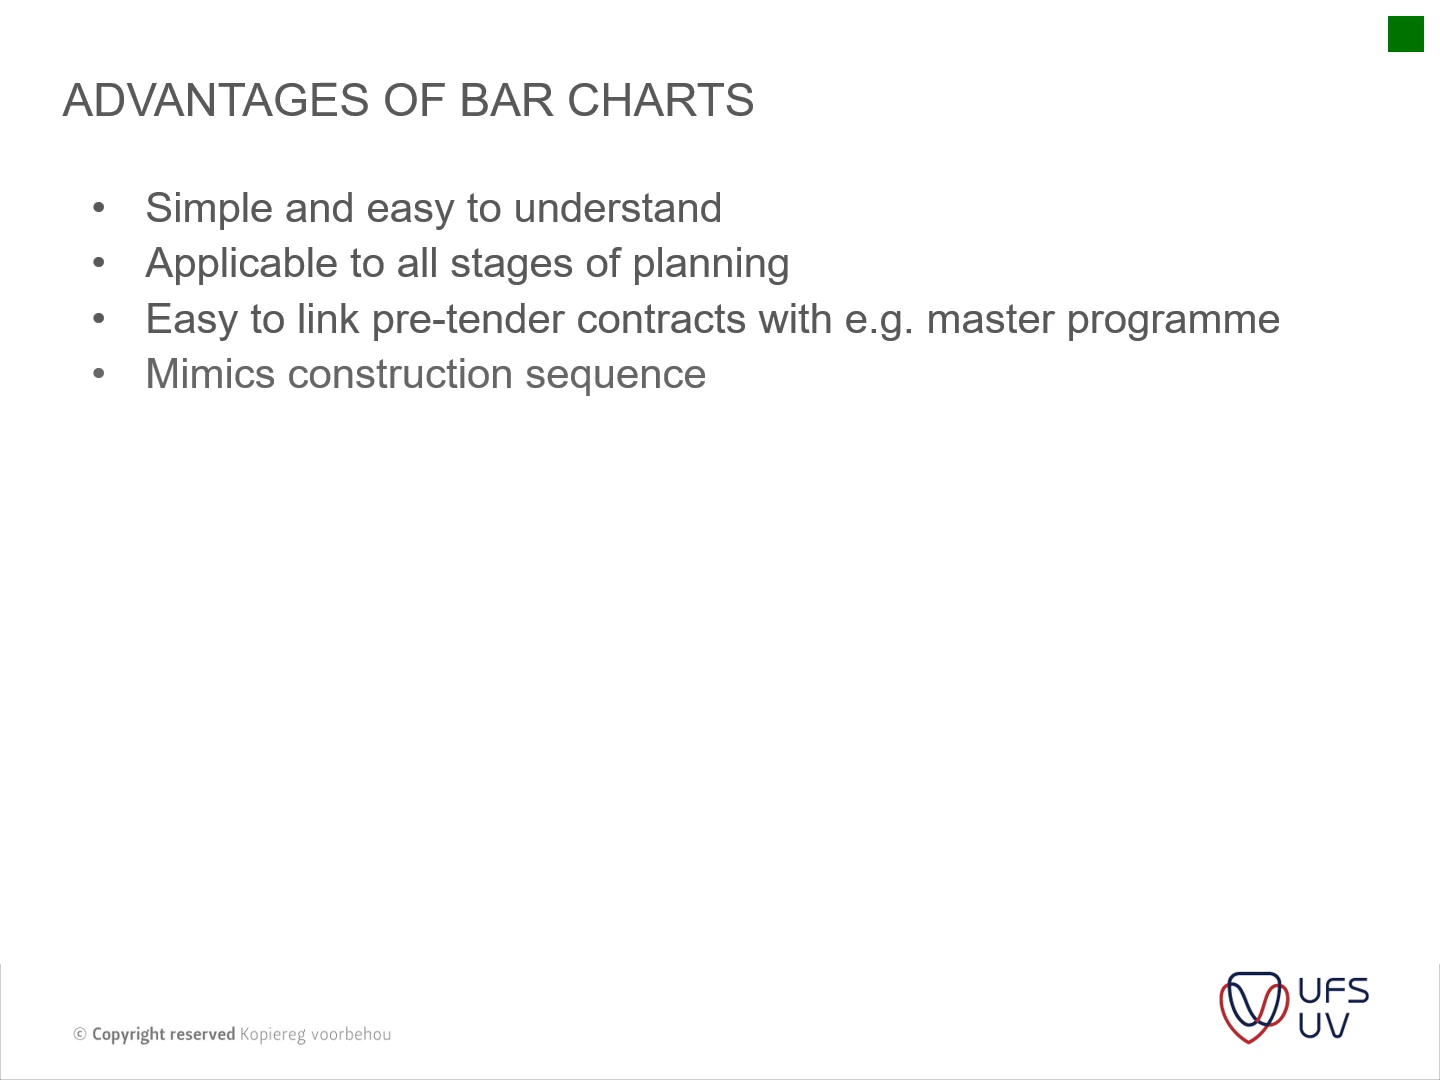 ADVANTAGES OF BAR CHARTS
• Simple and easy to understand
• Applicable to all stages of planning
• Easy to link pre-tender contracts with e.g. master programme
• Mimics construction sequence
© Copyright reserved Kopiereg voorbehou
UFS
UV